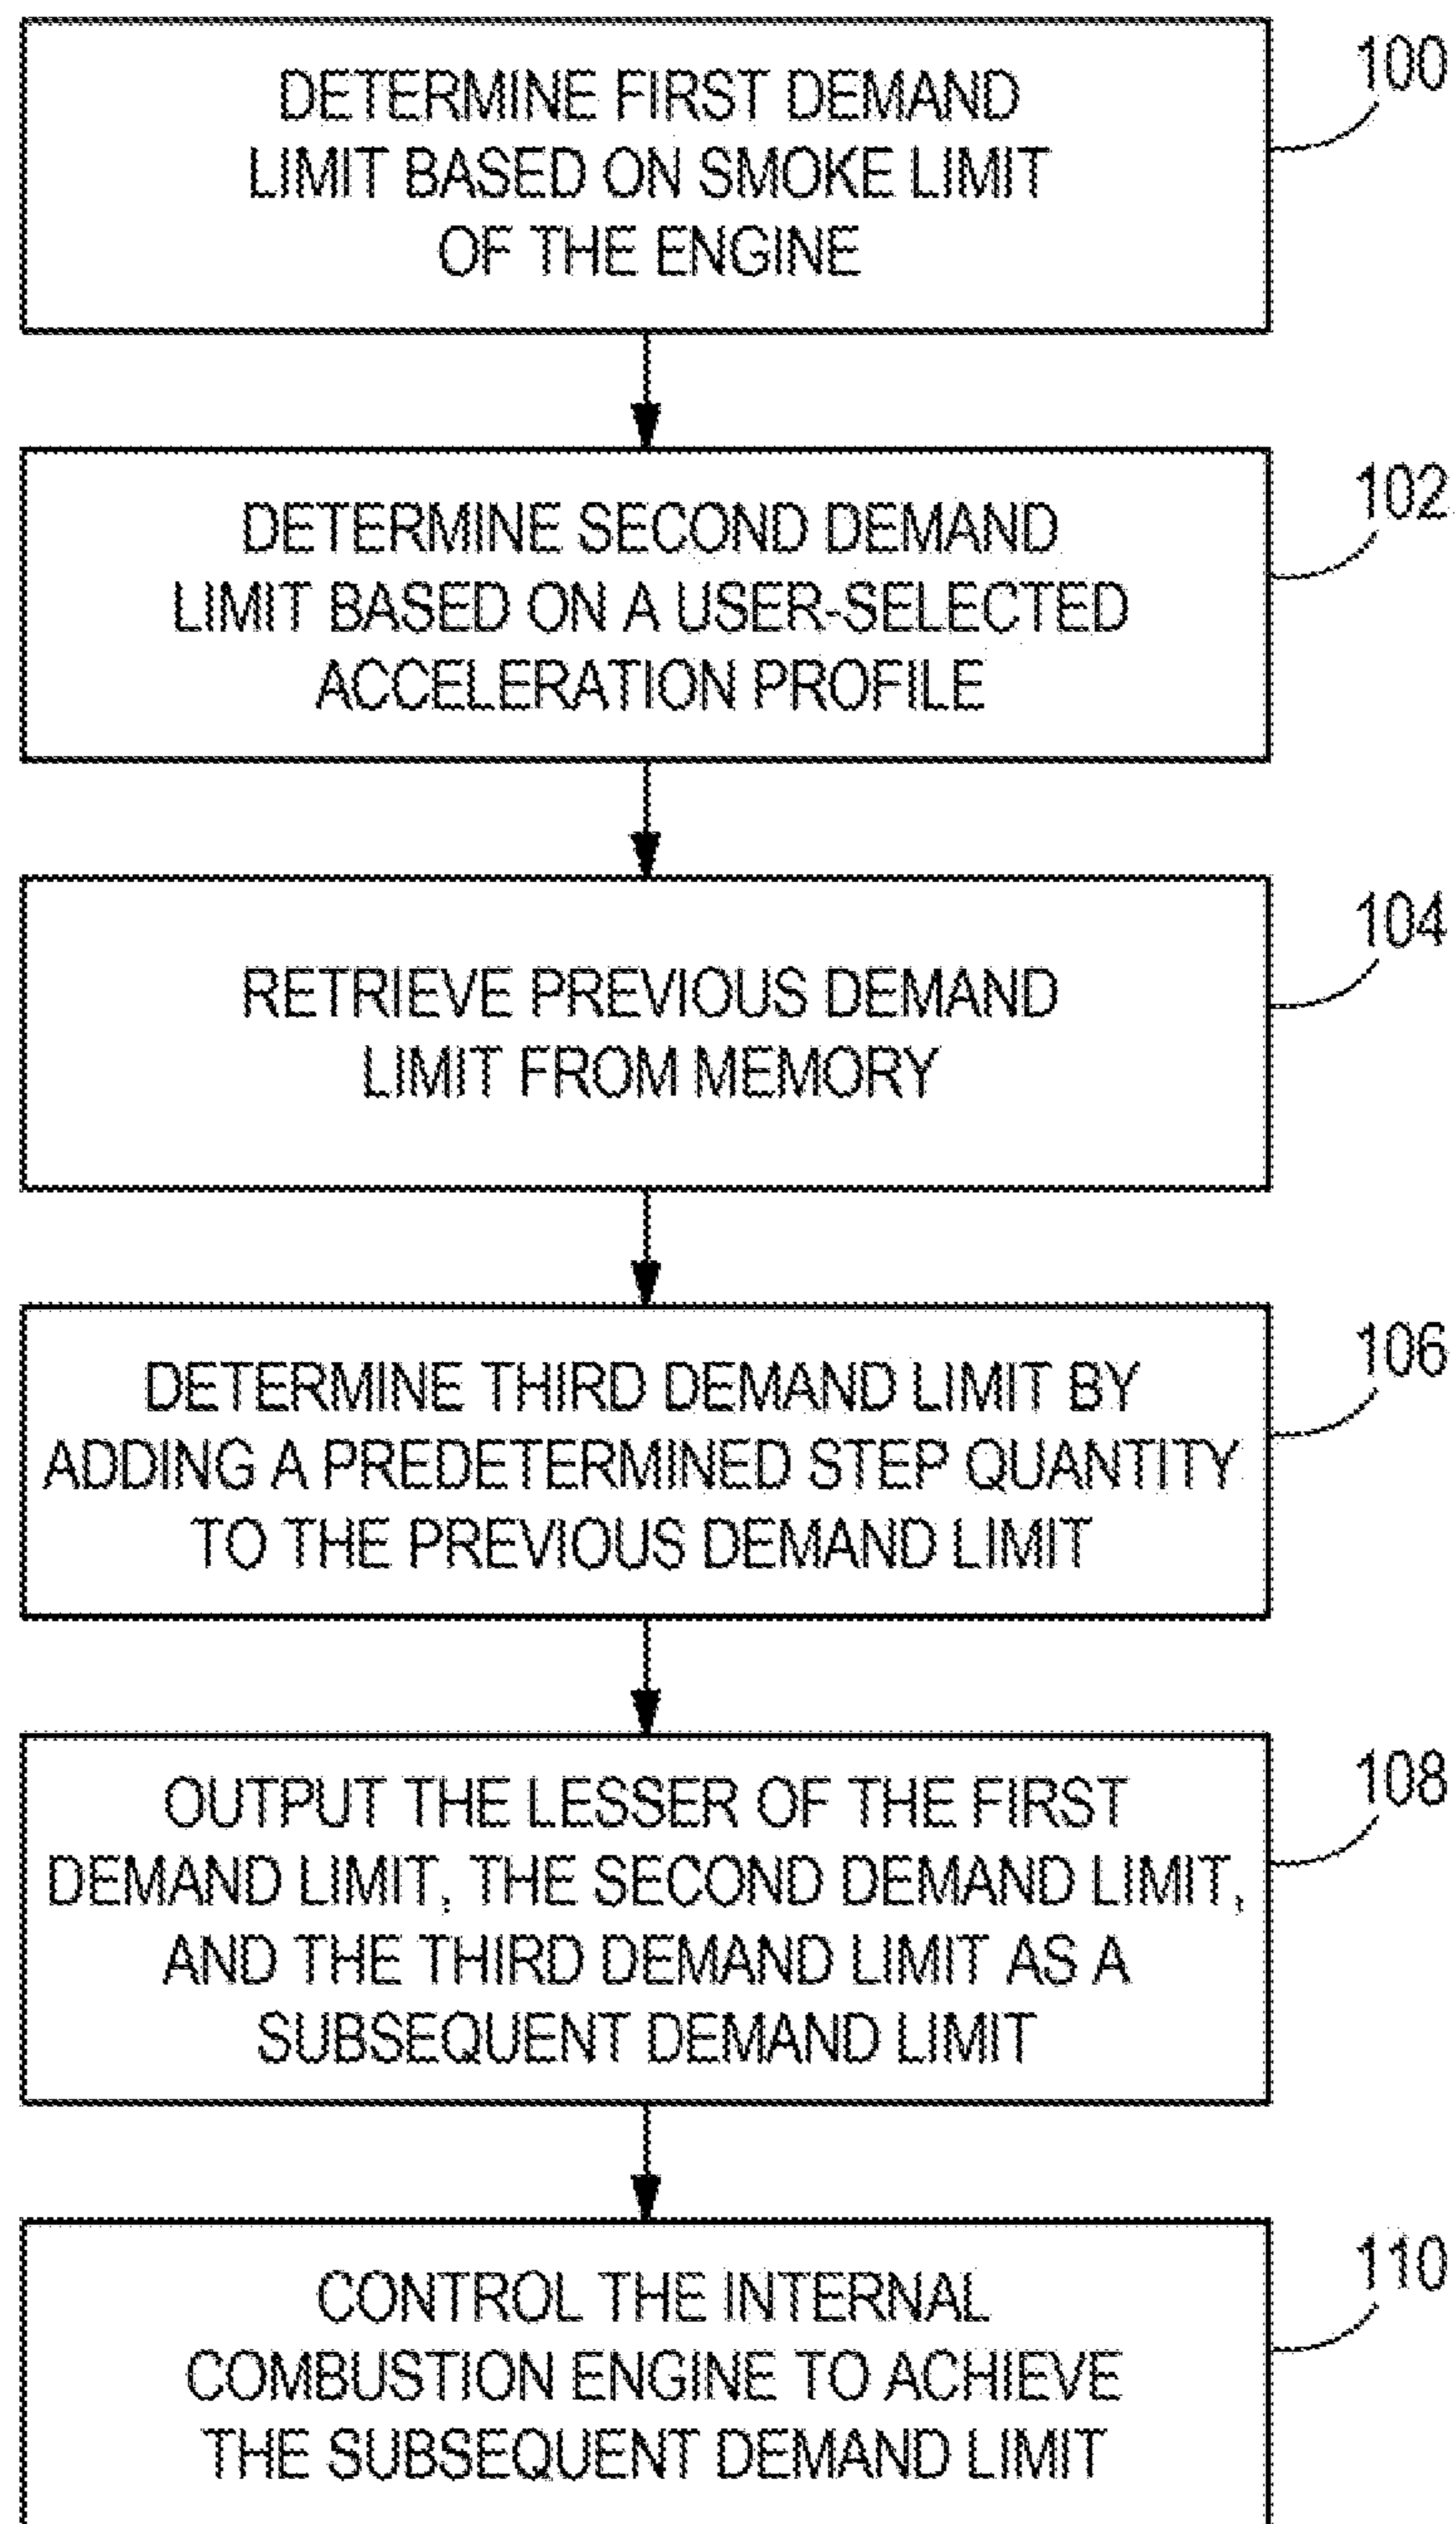 DETERMINE FIRST DEMAND
LIMIT BASED ON SMOKE LIMIT
OF THE ENGINE
100
DETERMINE SECOND DEMAND
LIMIT BASED ON A USER-SELECTED
ACCELERATION PROFILE
102
RETRIEVE PREVIOUS DEMAND
LIMIT FROM MEMORY
104
DETERMINE THIRD DEMAND LIMIT BY
ADDING A PREDETERMINED STEP QUANTITY
TO THE PREVIOUS DEMAND LIMIT
106
OUTPUT THE LESSER OF THE FIRST
DEMAND LIMIT, THE SECOND DEMAND LIMIT,
AND THE THIRD DEMAND LIMIT AS A
SUBSEQUENT DEMAND LIMIT
108
CONTROL THE INTERNAL
COMBUSTION ENGINE TO ACHIEVE
THE SUBSEQUENT DEMAND LIMIT
110